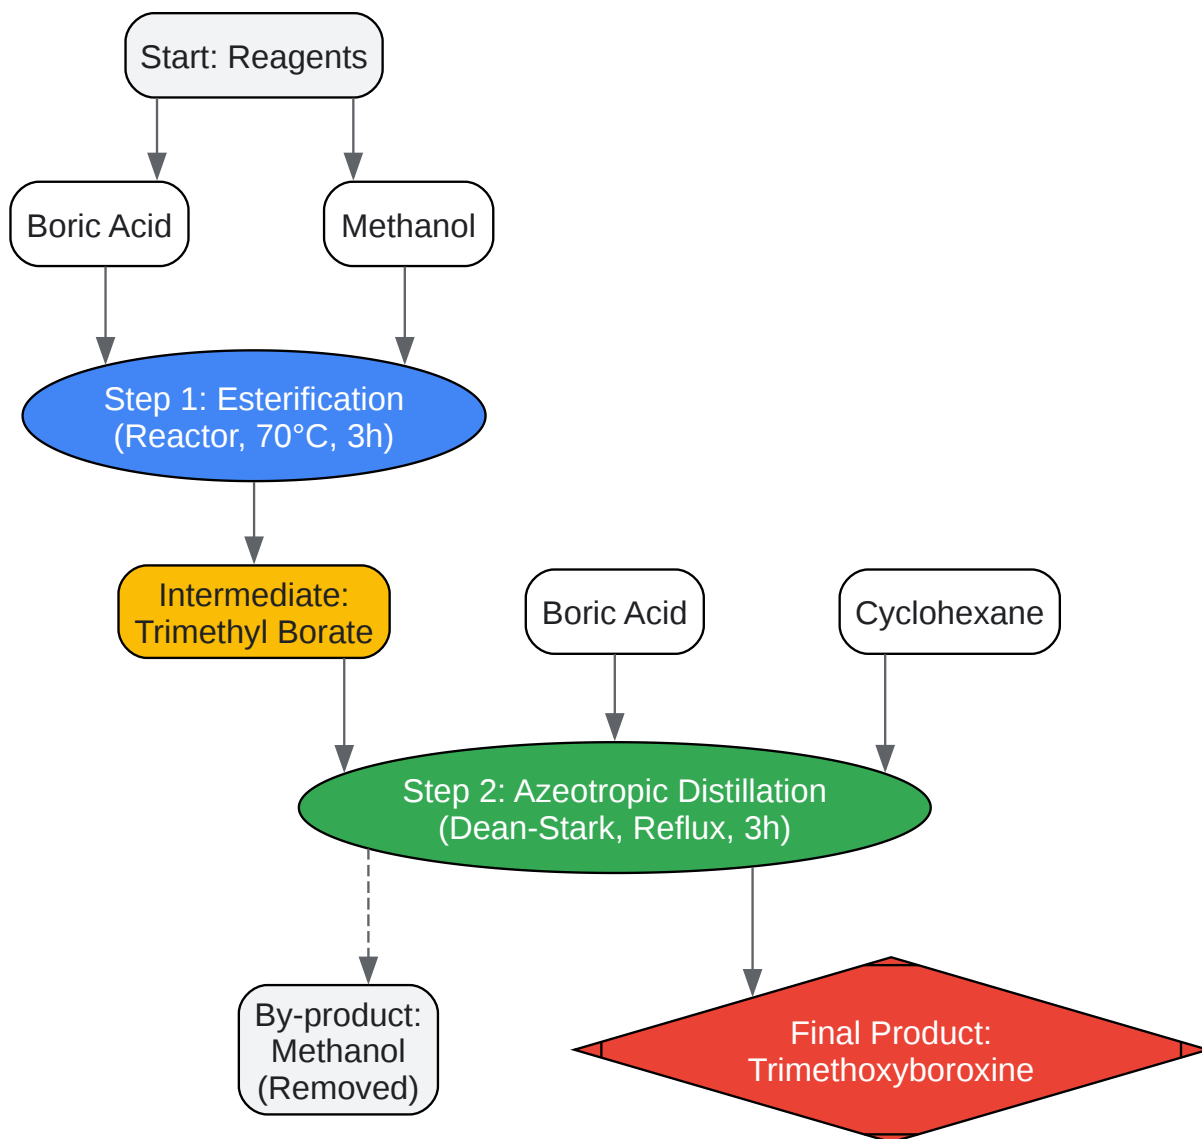 Start: Reagents
Boric Acid
Methanol
Step 1: Esterification
(Reactor, 70°C, 3h)
Intermediate:
Trimethyl Borate
Boric Acid
Cyclohexane
Step 2: Azeotropic Distillation
(Dean-Stark, Reflux, 3h)
By-product:
Methanol
(Removed)
Final Product:
Trimethoxyboroxine